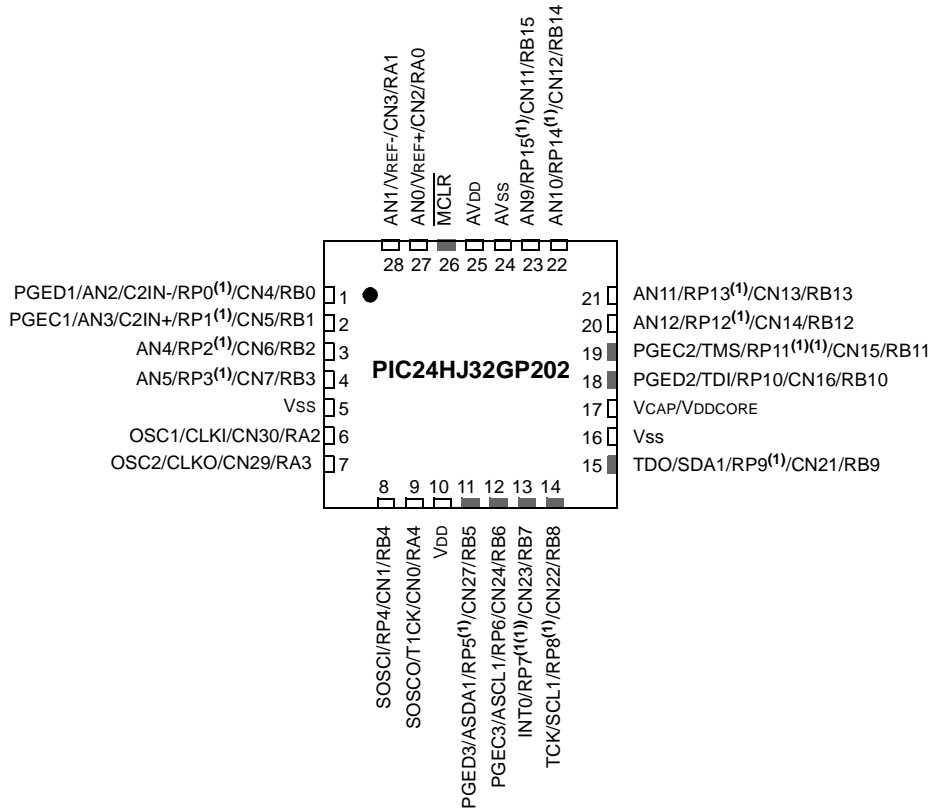 AN1/VREF-/CN3/RA1
AN0/VREF+/CN2/RA0
MCLR
AVDD
AVSS
AN9/RP15(1)/CN11/RB15
AN10/RP14(1)/CN12/RB14
28 27 26 25 24 23 22
PGED1/AN2/C2IN-/RP0(1)/CN4/RB0 1
PGEC1/AN3/C2IN+/RP1(1)/CN5/RB1 2
AN4/RP2(1)/CN6/RB2 3
AN5/RP3(1)/CN7/RB3 4
Vss 5
OSC1/CLKI/CN30/RA2 6
OSC2/CLKO/CN29/RA3 7
PIC24HJ32GP202
21 AN11/RP13(1)/CN13/RB13
20 AN12/RP12(1)/CN14/RB12
19 PGEC2/TMS/RP11(1)(1)/CN15/RB11
18 PGED2/TDI/RP10/CN16/RB10
17 VCAP/VDDCORE
16 Vss
15 TDO/SDA1/RP9(1)/CN21/RB9
8 9 10 11 12 13 14
SOSCI/RP4/CN1/RB4
SOSCO/T1CK/CN0/RA4
VDD
PGED3/ASDA1/RP5(1)/CN27/RB5
PGEC3/ASCL1/RP6/CN24/RB6
INT0/RP7(1(1))/CN23/RB7
TCK/SCL1/RP8(1)/CN22/RB8